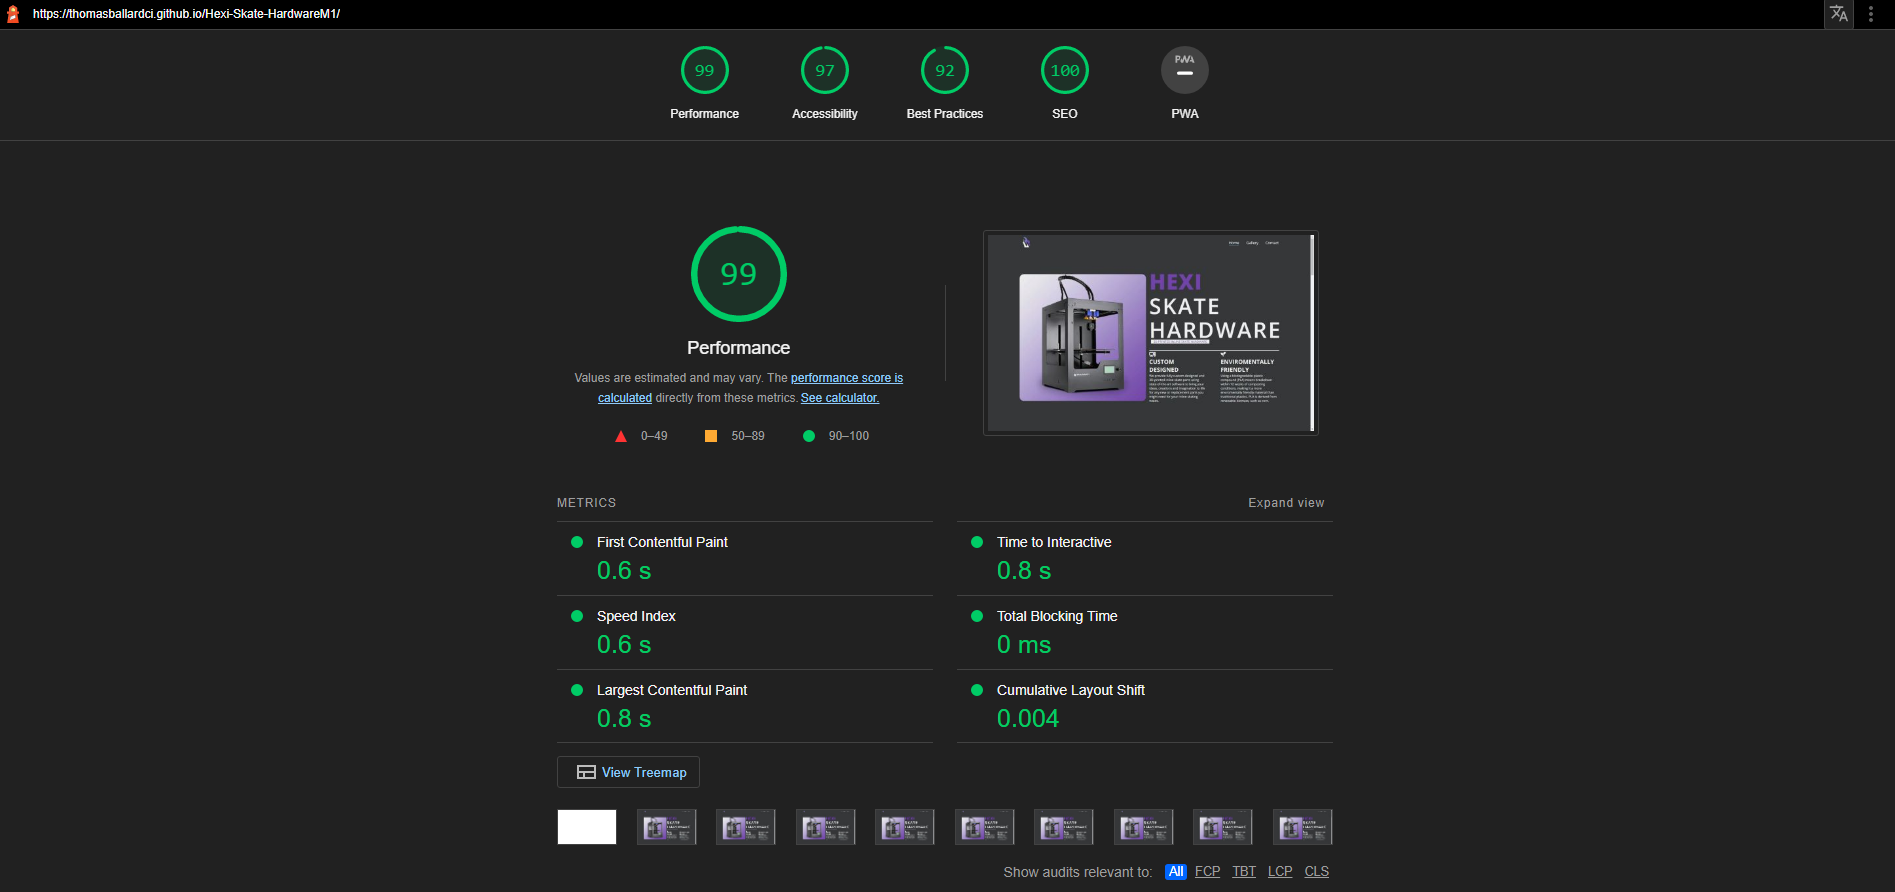 https://thomasballardci.github.io/Hexi-Skate-HardwareM1/
99
97
92
100
PWA
Performance
Accessibility
Best Practices
SEO
PWA
99
Performance
Values are estimated and may vary. The performance score is
calculated directly from these metrics. See calculator.
0–49
50–89
90–100
Home Gallery Contact
HEXI
SKATE
HARDWARE
CUSTOM
DESIGNED
ENVIROMENTALLY
FRIENDLY
METRICS
Expand view
First Contentful Paint
0.6 s
Time to Interactive
0.8 s
Speed Index
0.6 s
Total Blocking Time
0 ms
Largest Contentful Paint
0.8 s
Cumulative Layout Shift
0.004
View Treemap
Show audits relevant to: All FCP TBT LCP CLS